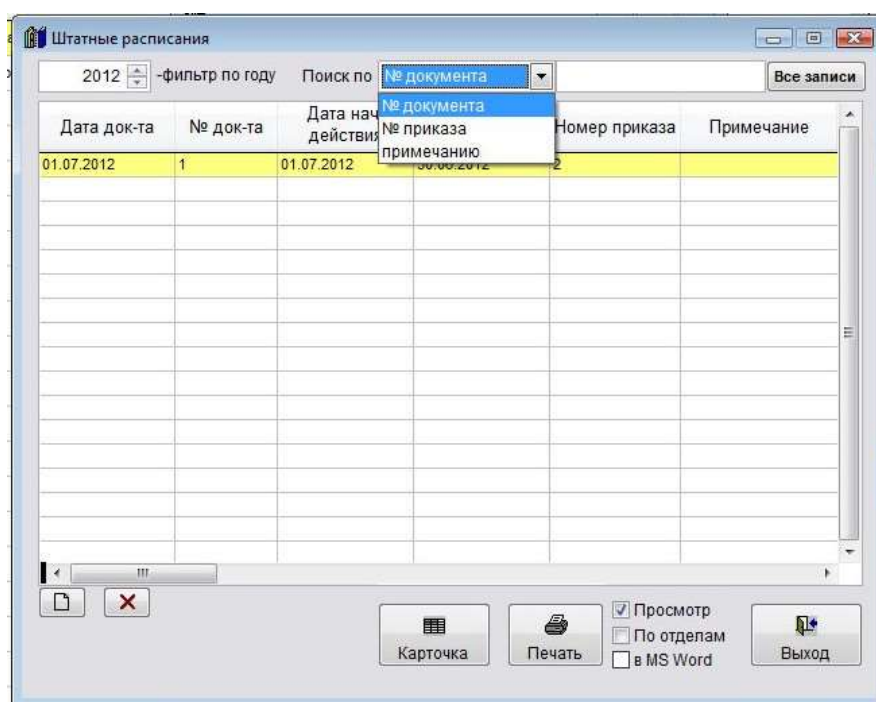 Штатные расписания
2012 -фильтр по году Поиск по № документа Все записи
№ документа
№ приказа
примечанию
Дата док-та № док-та Дата нач действия Номер приказа Примечание
01.07.2012 1 01.07.2012 2
Карточка Печать Выход
Просмотр
По отделам
в MS Word